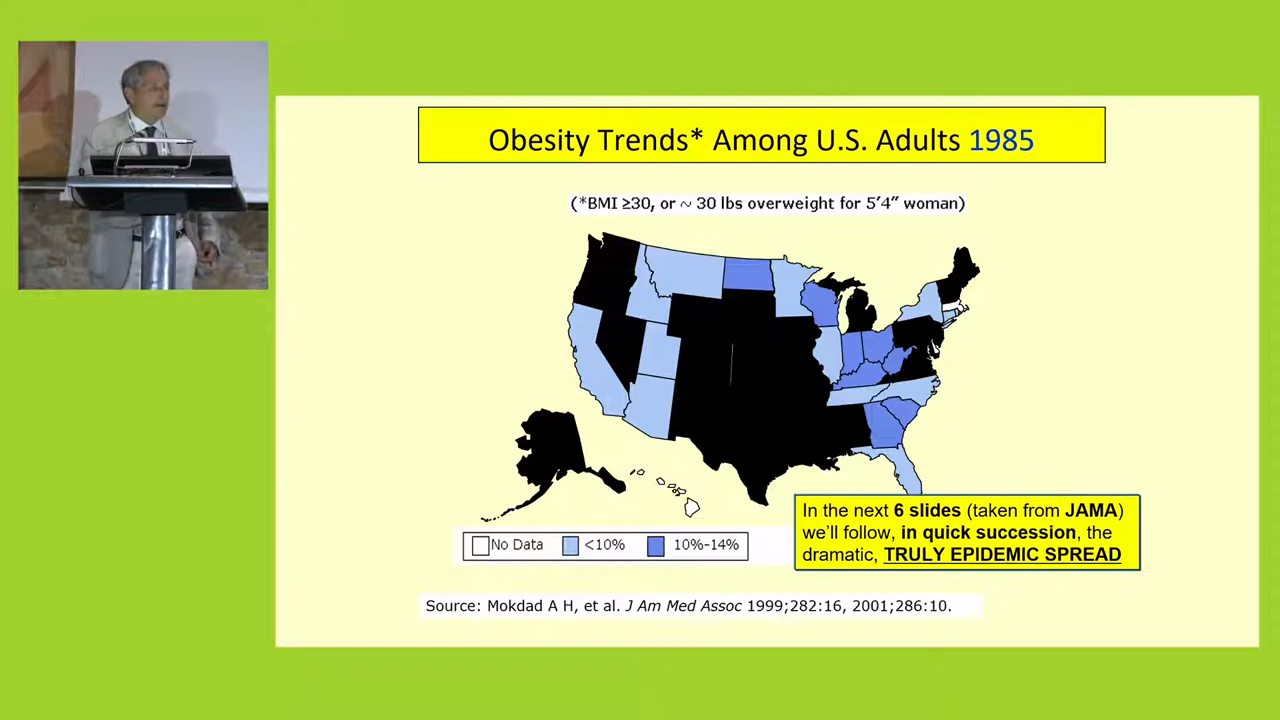 Obesity Trends* Among U.S. Adults 1985
(*BMI ≥30, or ~ 30 lbs overweight for 5'4" woman)
In the next 6 slides (taken from JAMA)
we'll follow, in quick succession, the
dramatic, TRULY EPIDEMIC SPREAD
No Data <10% 10%-14%
Source: Mokdad A H, et al. J Am Med Assoc 1999;282:16, 2001;286:10.